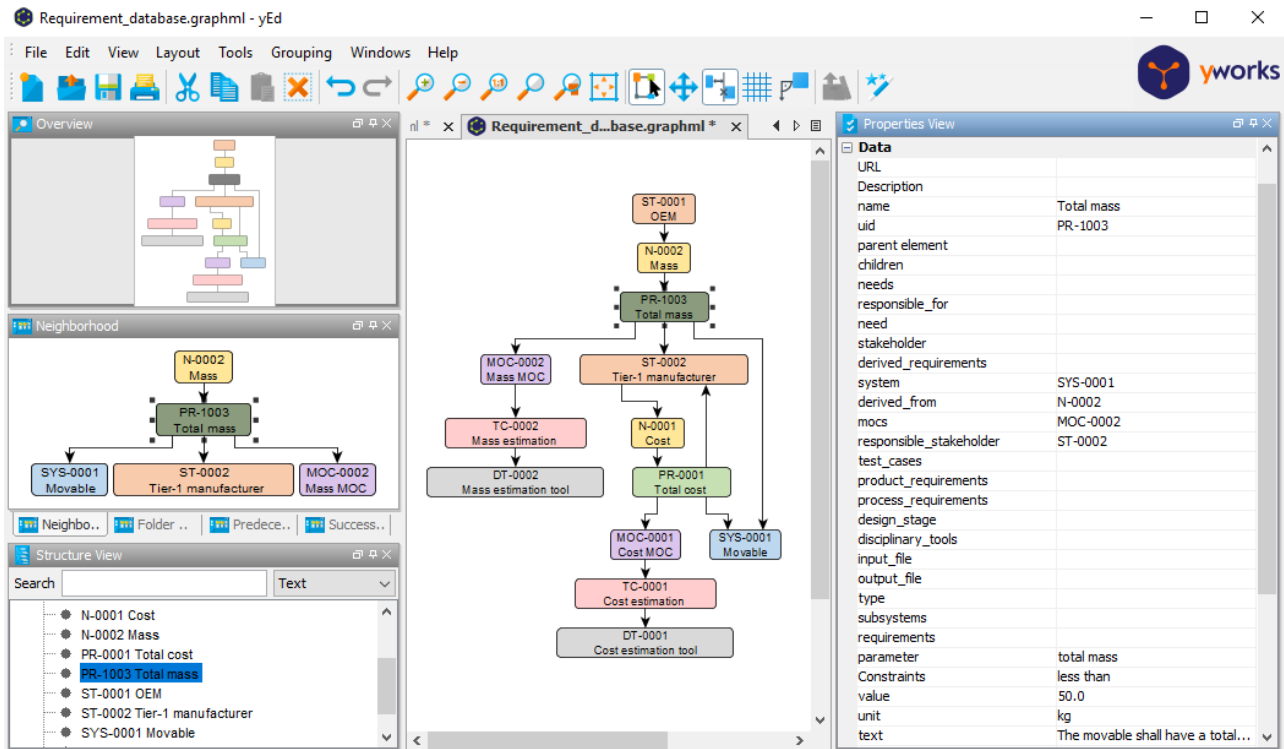 Requirement_database.graphml - yEd
File Edit View Layout Tools Grouping Windows Help
yworks
Overview
Neighborhood
N-0002
Mass
PR-1003
Total mass
SYS-0001
Movable
ST-0002
Tier-1 manufacturer
MOC-0002
Mass MOC
Neighbo.. Folder .. Predece.. Success..
Structure View
Search Text
N-0001 Cost
N-0002 Mass
PR-0001 Total cost
PR-1003 Total mass
ST-0001 OEM
ST-0002 Tier-1 manufacturer
SYS-0001 Movable
nl * Requirement_d...base.graphml *
ST-0001
OEM
N-0002
Mass
PR-1003
Total mass
MOC-0002
Mass MOC
ST-0002
Tier-1 manufacturer
TC-0002
Mass estimation
N-0001
Cost
DT-0002
Mass estimation tool
PR-0001
Total cost
MOC-0001
Cost MOC
SYS-0001
Movable
TC-0001
Cost estimation
DT-0001
Cost estimation tool
Properties View
Data
URL
Description
name Total mass
uid PR-1003
parent element
children
needs
responsible_for
need
stakeholder
derived_requirements
system SYS-0001
derived_from N-0002
mocs MOC-0002
responsible_stakeholder ST-0002
test_cases
product_requirements
process_requirements
design_stage
disciplinary_tools
input_file
output_file
type
subsystems
requirements
parameter total mass
Constraints less than
value 50.0
unit kg
text The movable shall have a total...